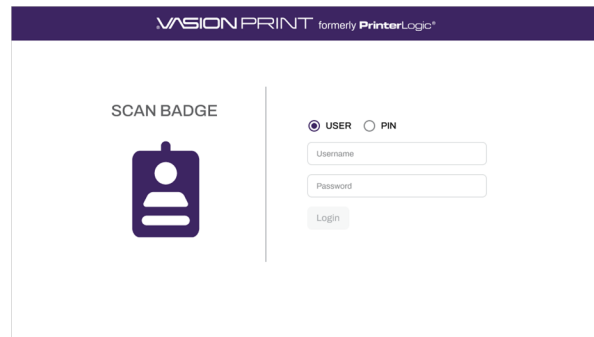 VASION PRINT formerly PrinterLogic®
SCAN BADGE
USER PIN
Username
Password
Login